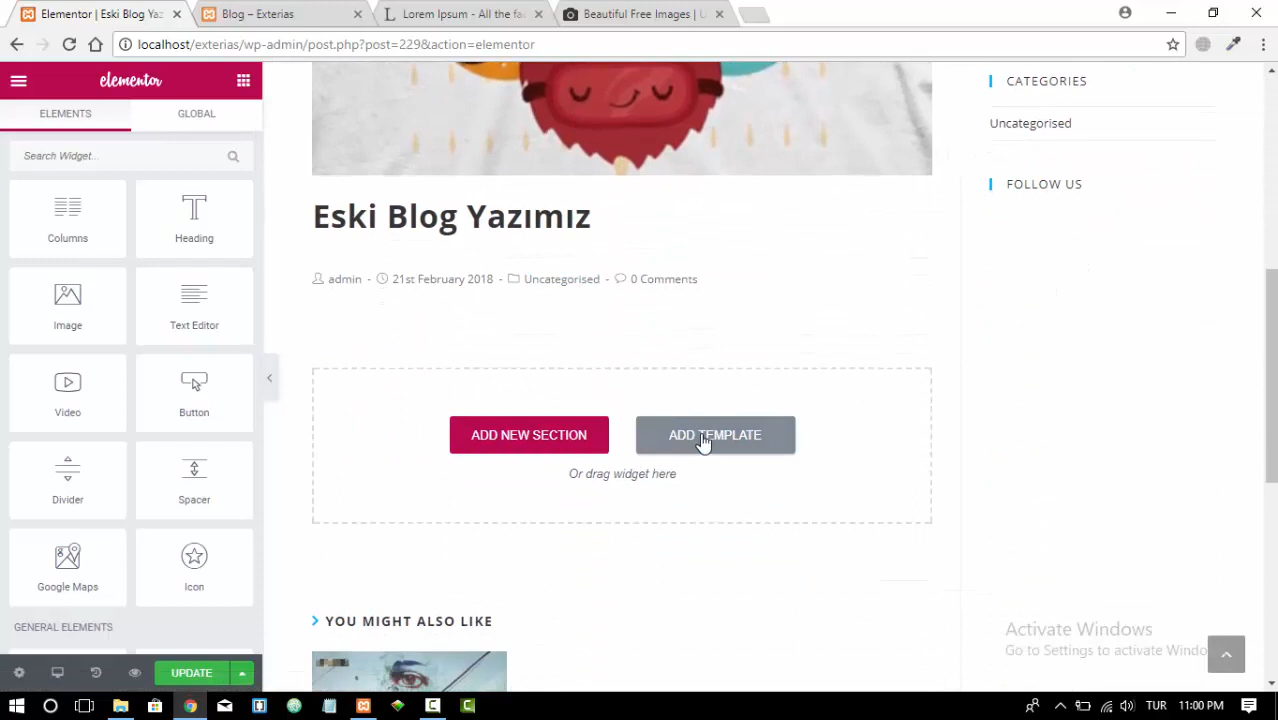 Elementor | Eski Blog Yaz
Blog – Exterias
Lorem Ipsum - All the fac
Beautiful Free Images | U
localhost/exterias/wp-admin/post.php?post=229&action=elementor
elementor
ELEMENTS
GLOBAL
Search Widget...
Columns
Heading
Image
Text Editor
Video
Button
Divider
Spacer
Google Maps
Icon
GENERAL ELEMENTS
UPDATE
Eski Blog Yazımız
admin - 21st February 2018 - Uncategorised - 0 Comments
ADD NEW SECTION
ADD TEMPLATE
Or drag widget here
YOU MIGHT ALSO LIKE
CATEGORIES
Uncategorised
FOLLOW US
Activate Windows
Go to Settings to activate Windo
TUR
11:00 PM